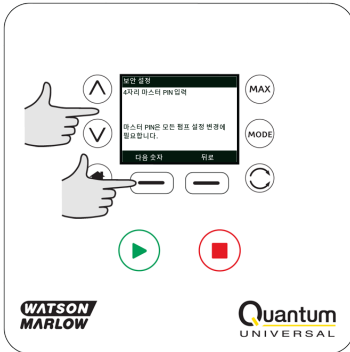 보안 설정
4자리 마스터 PIN 입력
마스터 PIN은 모든 펌프 설정 변경에
필요합니다.
다음 숫자 뒤로
MAX
MODE
WATSON
MARLOW
Quantum
UNIVERSAL